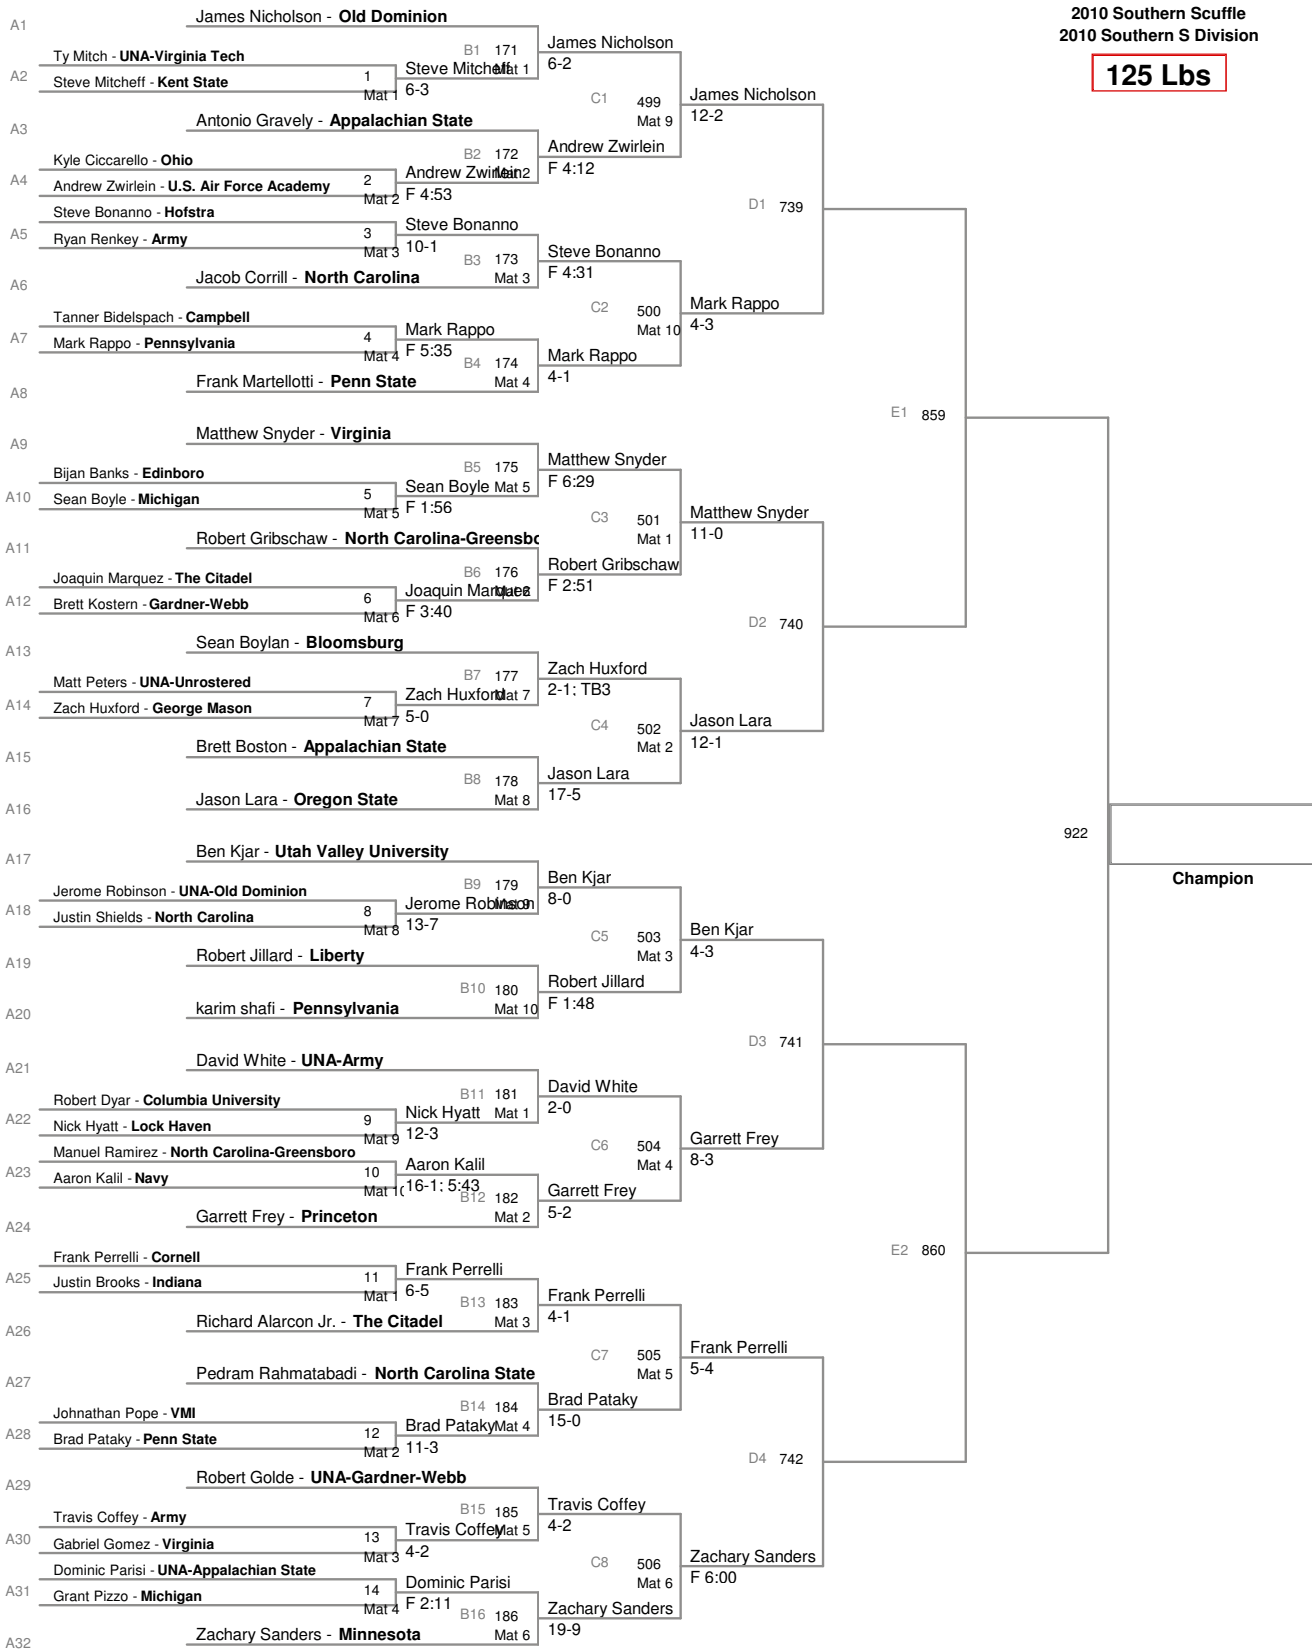 2010 Southern Scuffle
2010 Southern S Division
125 Lbs
A1
James Nicholson - Old Dominion
Ty Mitch - UNA-Virginia Tech
A2
Steve Mitcheff - Kent State
1
Mat 1
Steve Mitcheff
6-3
B1 171
Mat 1
James Nicholson
6-2
A3
Antonio Gravely - Appalachian State
Kyle Ciccarello - Ohio
A4
Andrew Zwirlein - U.S. Air Force Academy
2
Mat 2
Andrew Zwirlein
F 4:53
B2 172
Mat 2
Andrew Zwirlein
F 4:12
C1 499
Mat 9
James Nicholson
12-2
Steve Bonanno - Hofstra
A5
Ryan Renkey - Army
3
Mat 3
Steve Bonanno
10-1
A6
Jacob Corrill - North Carolina
B3 173
Mat 3
Steve Bonanno
F 4:31
Tanner Bidelspach - Campbell
A7
Mark Rappo - Pennsylvania
4
Mat 4
Mark Rappo
F 5:35
A8
Frank Martellotti - Penn State
B4 174
Mat 4
Mark Rappo
4-1
C2 500
Mat 10
Mark Rappo
4-3
D1 739
A9
Matthew Snyder - Virginia
Bijan Banks - Edinboro
A10
Sean Boyle - Michigan
5
Mat 5
Sean Boyle
F 1:56
B5 175
Mat 5
Matthew Snyder
F 6:29
A11
Robert Gribschaw - North Carolina-Greensbo
Joaquin Marquez - The Citadel
A12
Brett Kostern - Gardner-Webb
6
Mat 6
Joaquin Marquez
F 3:40
B6 176
Mat 6
Robert Gribschaw
F 2:51
C3 501
Mat 1
Matthew Snyder
11-0
A13
Sean Boylan - Bloomsburg
Matt Peters - UNA-Unrostered
A14
Zach Huxford - George Mason
7
Mat 7
Zach Huxford
5-0
B7 177
Mat 7
Zach Huxford
2-1; TB3
A15
Brett Boston - Appalachian State
A16
Jason Lara - Oregon State
B8 178
Mat 8
Jason Lara
17-5
C4 502
Mat 2
Jason Lara
12-1
D2 740
E1 859
A17
Ben Kjar - Utah Valley University
Jerome Robinson - UNA-Old Dominion
A18
Justin Shields - North Carolina
8
Mat 8
Jerome Robinson
13-7
B9 179
Mat 9
Ben Kjar
8-0
A19
Robert Jillard - Liberty
A20
karim shafi - Pennsylvania
B10 180
Mat 10
Robert Jillard
F 1:48
C5 503
Mat 3
Ben Kjar
4-3
A21
David White - UNA-Army
Robert Dyar - Columbia University
A22
Nick Hyatt - Lock Haven
9
Mat 9
Nick Hyatt
12-3
B11 181
Mat 1
David White
2-0
Manuel Ramirez - North Carolina-Greensboro
A23
Aaron Kalil - Navy
10
Mat 10
Aaron Kalil
16-1; 5:43
A24
Garrett Frey - Princeton
B12 182
Mat 2
Garrett Frey
5-2
C6 504
Mat 4
Garrett Frey
8-3
D3 741
Frank Perrelli - Cornell
A25
Justin Brooks - Indiana
11
Mat 1
Frank Perrelli
6-5
A26
Richard Alarcon Jr. - The Citadel
B13 183
Mat 3
Frank Perrelli
4-1
A27
Pedram Rahmatabadi - North Carolina State
Johnathan Pope - VMI
A28
Brad Pataky - Penn State
12
Mat 2
Brad Pataky
11-3
B14 184
Mat 4
Brad Pataky
15-0
C7 505
Mat 5
Frank Perrelli
5-4
A29
Robert Golde - UNA-Gardner-Webb
Travis Coffey - Army
A30
Gabriel Gomez - Virginia
13
Mat 3
Travis Coffey
4-2
B15 185
Mat 5
Travis Coffey
4-2
Dominic Parisi - UNA-Appalachian State
A31
Grant Pizzo - Michigan
14
Mat 4
Dominic Parisi
F 2:11
A32
Zachary Sanders - Minnesota
B16 186
Mat 6
Zachary Sanders
19-9
C8 506
Mat 6
Zachary Sanders
F 6:00
D4 742
E2 860
922
Champion